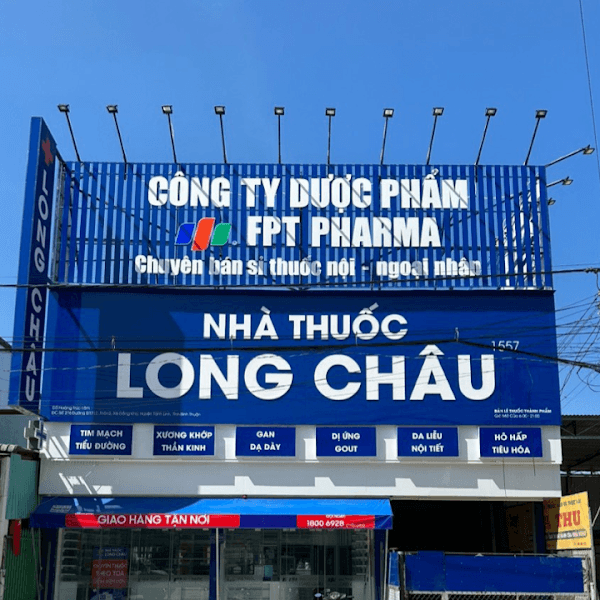 CÔNG TY DƯỢC PHẨM
FPT PHARMA
Chuyên bán sỉ thuốc nội - ngoại nhập
LONG CHÂU
NHÀ THUỐC
1557
LONG CHÂU
TIM MẠCH
TIỂU ĐƯỜNG
XƯƠNG KHỚP
THẦN KINH
GAN
DẠ DÀY
DỊ ỨNG
GOUT
DA LIỄU
NỘI TIẾT
HÔ HẤP
TIÊU HÓA
GIAO HÀNG TẬN NƠI
1800 6928
THU